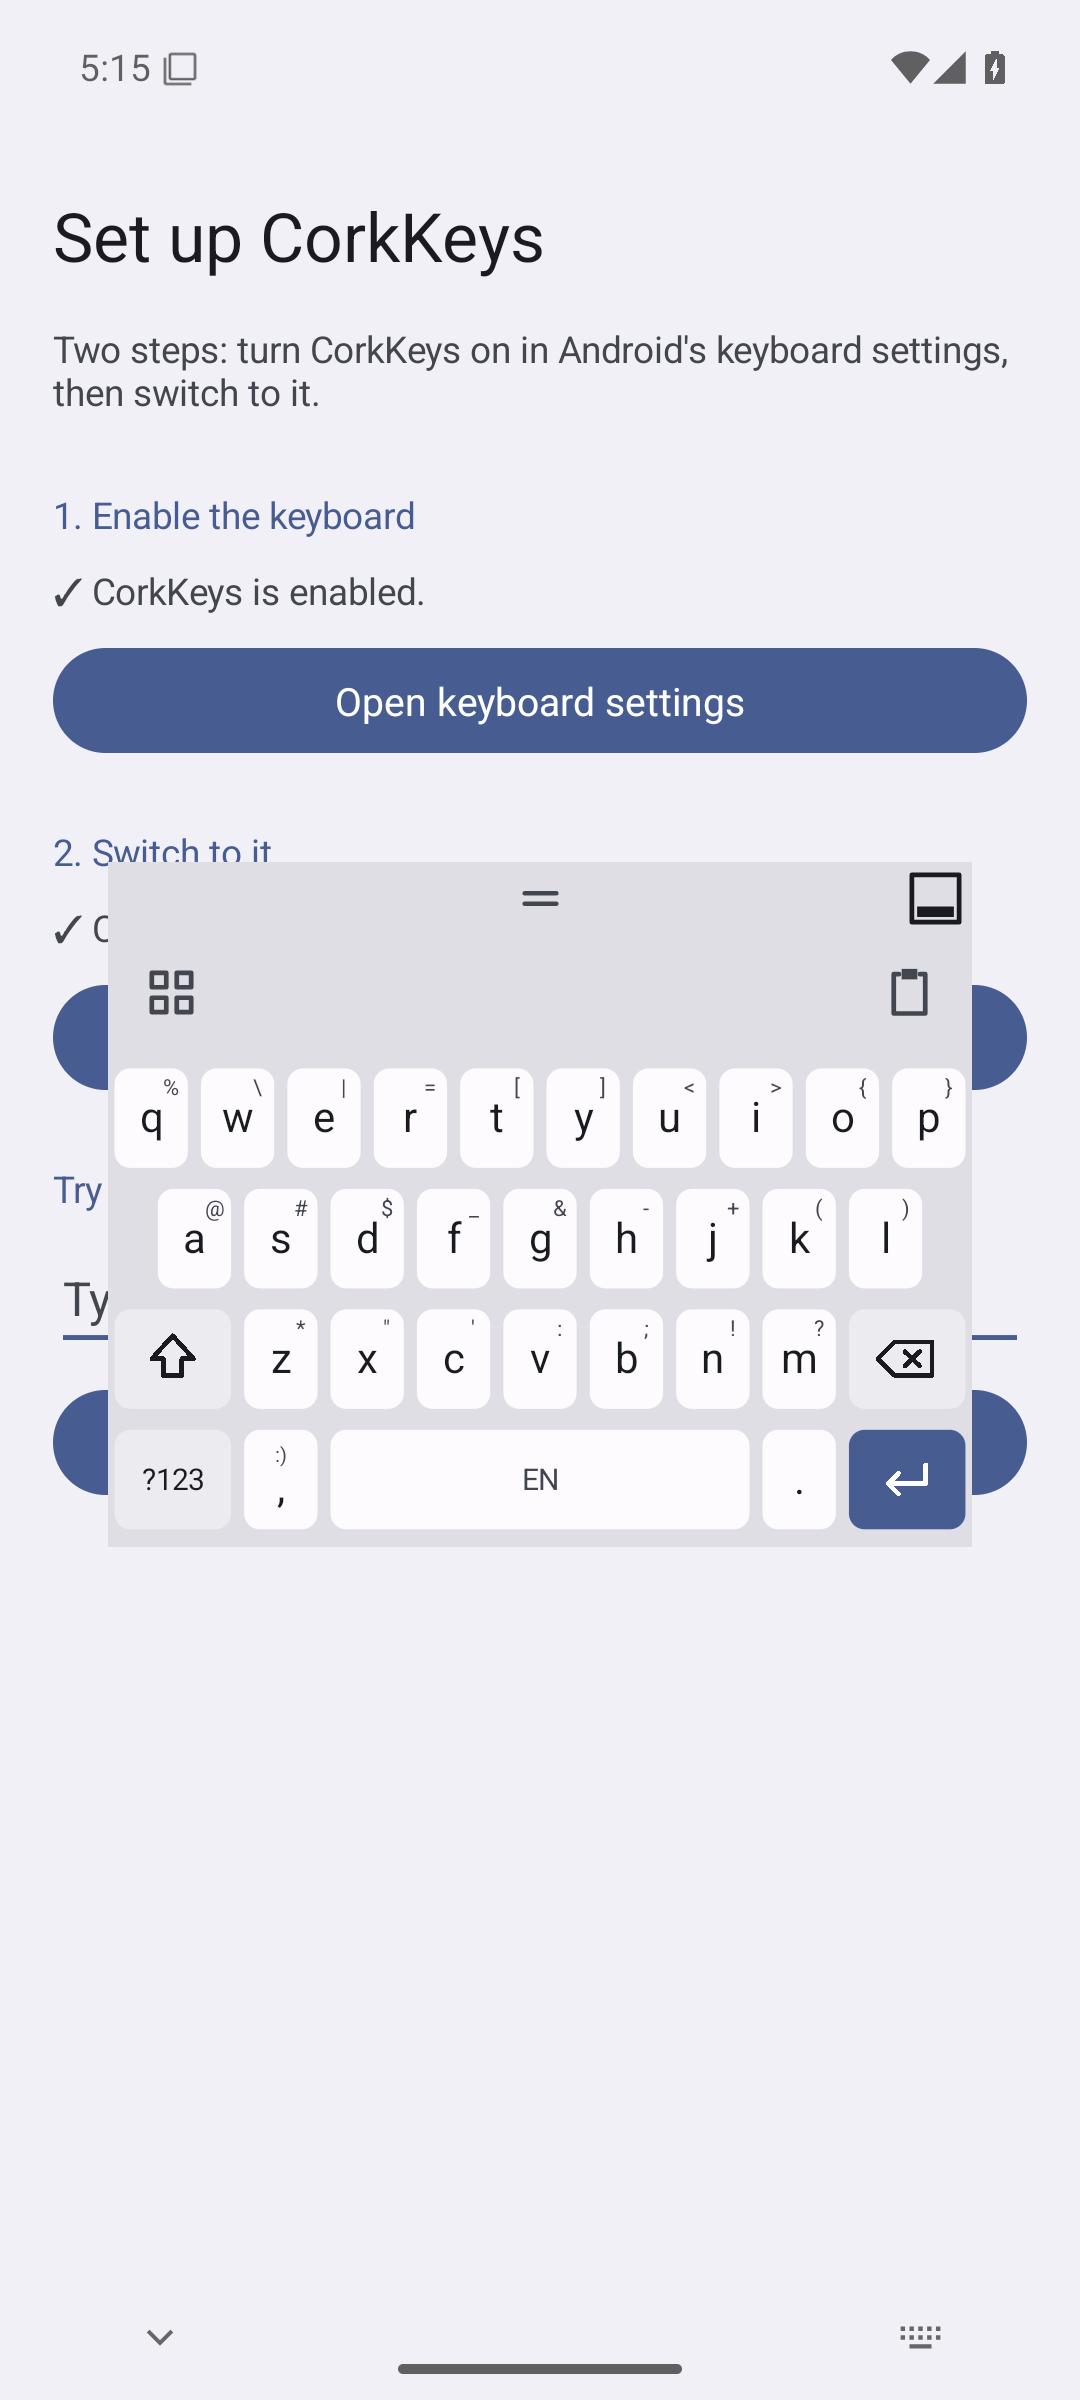 5:15
Set up CorkKeys
Two steps: turn CorkKeys on in Android's keyboard settings,
then switch to it.
1. Enable the keyboard
✓ CorkKeys is enabled.
Open keyboard settings
2. Switch to it
✓ C
% \ | = [ ] < > { }
q w e r t y u i o p
Try
@ # $ _ & - + ( )
a s d f g h j k l
Ty
* " ' : ; ! ?
z x c v b n m
?123 :) , EN .